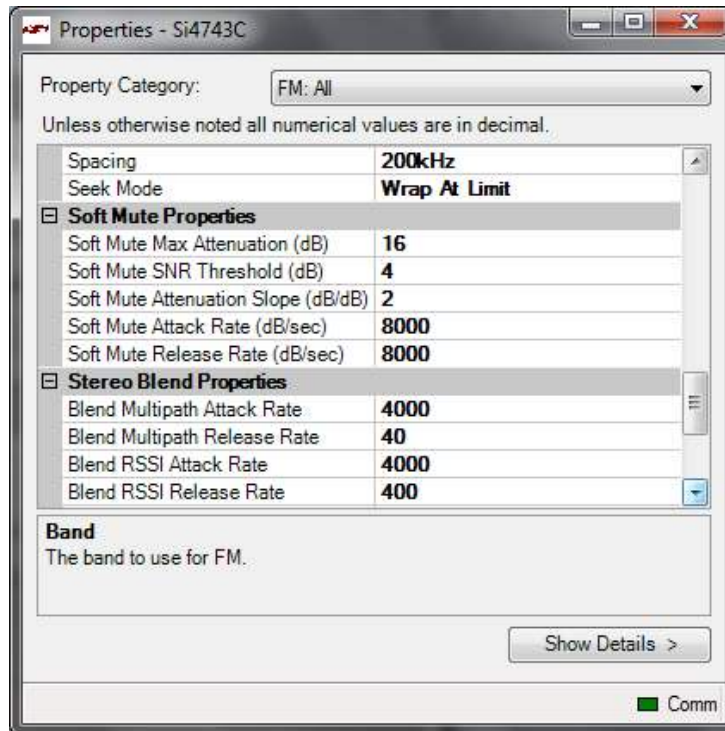 Properties - Si4743C
Property Category: FM: All
Unless otherwise noted all numerical values are in decimal.
Spacing 200kHz
Seek Mode Wrap At Limit
Soft Mute Properties
Soft Mute Max Attenuation (dB) 16
Soft Mute SNR Threshold (dB) 4
Soft Mute Attenuation Slope (dB/dB) 2
Soft Mute Attack Rate (dB/sec) 8000
Soft Mute Release Rate (dB/sec) 8000
Stereo Blend Properties
Blend Multipath Attack Rate 4000
Blend Multipath Release Rate 40
Blend RSSI Attack Rate 4000
Blend RSSI Release Rate 400
Band
The band to use for FM.
Show Details >
Comm